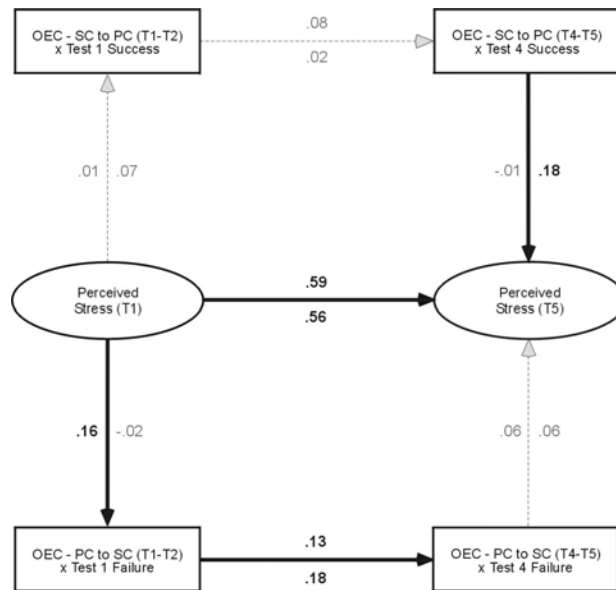 OEC - SC to PC (T1-T2)
x Test 1 Success
.08
.02
OEC - SC to PC (T4-T5)
x Test 4 Success
.01
.07
-.01
.18
Perceived
Stress (T1)
.59
.56
Perceived
Stress (T5)
.16
-.02
.06
.06
OEC - PC to SC (T1-T2)
x Test 1 Failure
.13
.18
OEC - PC to SC (T4-T5)
x Test 4 Failure